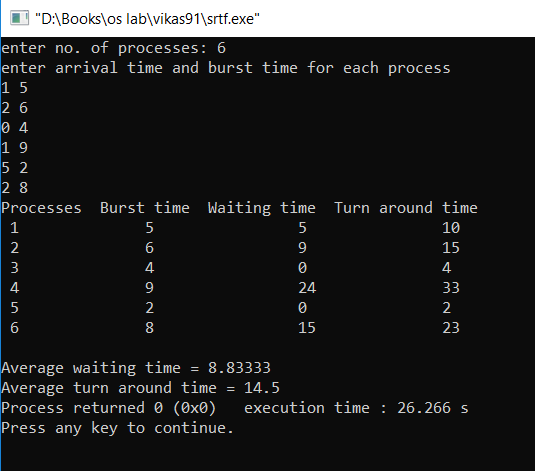 "D:\Books\os lab\vikas91\srtf.exe"
enter no. of processes: 6
enter arrival time and burst time for each process
1 5
2 6
0 4
1 9
5 2
2 8
Processes  Burst time  Waiting time  Turn around time
 1              5               5               10
 2              6               9               15
 3              4               0               4
 4              9               24              33
 5              2               0               2
 6              8               15              23

Average waiting time = 8.83333
Average turn around time = 14.5
Process returned 0 (0x0)   execution time : 26.266 s
Press any key to continue.